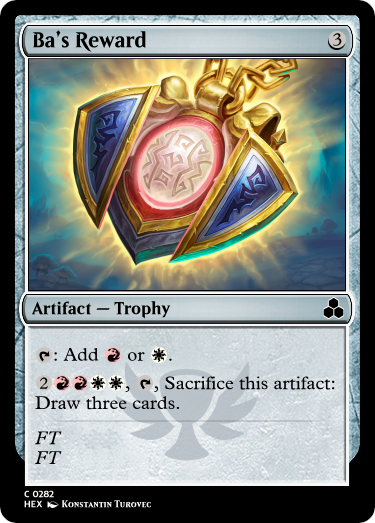 Ba's Reward 3
Artifact — Trophy
: Add or .
2 , , Sacrifice this artifact:
Draw three cards.
FT
FT
C 0282
HEX Konstantin Turovec